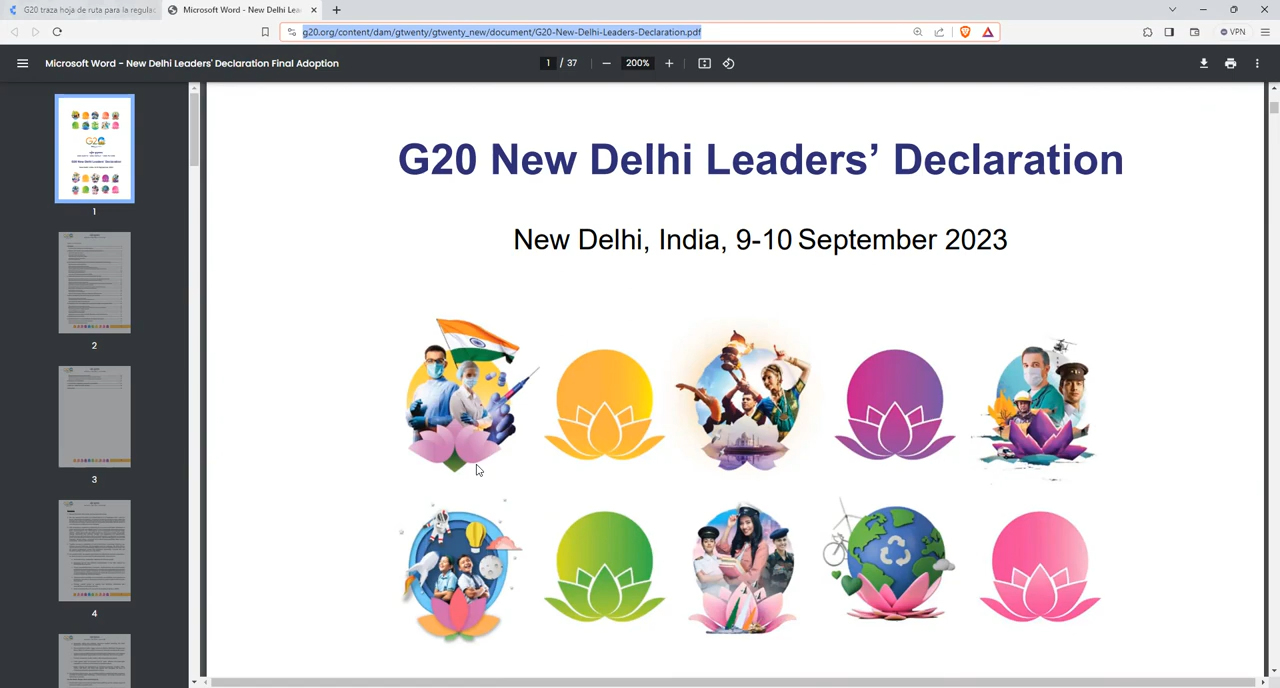 G20 traza hoja de ruta para la regula
Microsoft Word - New Delhi Lea
g20.org/content/dam/gtwenty/gtwenty_new/document/G20-New-Delhi-Leaders-Declaration.pdf
VPN
Microsoft Word - New Delhi Leaders' Declaration Final Adoption
1 / 37
200%
G20
1
2
3
4
G20 New Delhi Leaders’ Declaration
New Delhi, India, 9-10 September 2023